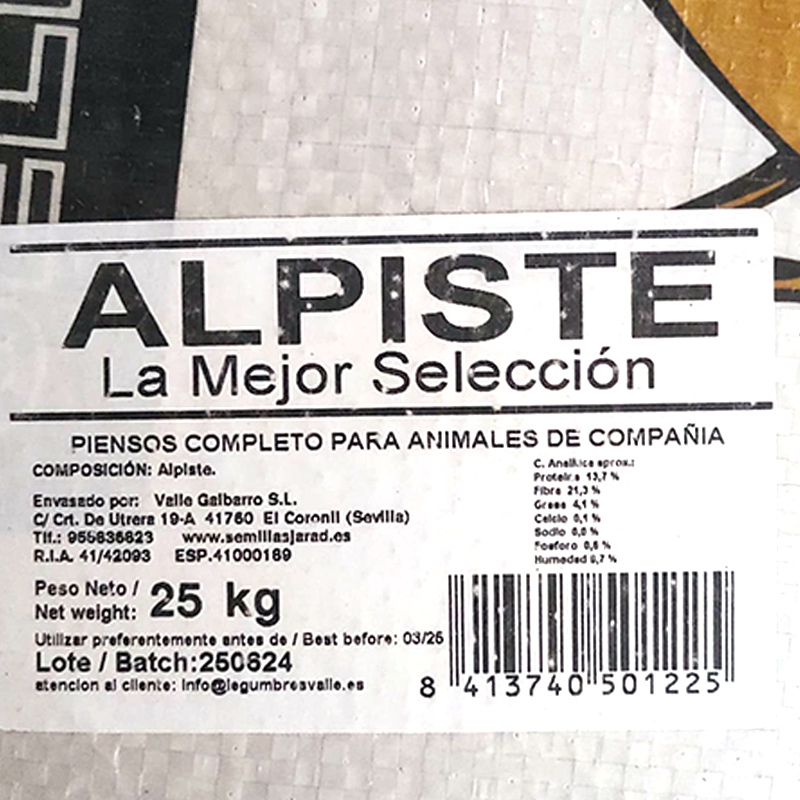 ALPISTE
La Mejor Selección
PIENSOS COMPLETO PARA ANIMALES DE COMPAÑIA
COMPOSICIÓN: Alpiste.
Envasado por: Valle Galbarro S.L.
C/ Crt. De Utrera 19-A 41760 El Coronil (Sevilla)
Tlf.: 955836823 www.semillasjarad.es
R.I.A. 41/42093 ESP.41000189
Peso Neto /
Net weight: 25 kg
Utilizar preferentemente antes de / Best before: 03/26
Lote / Batch:250624
atencion al cliente: info@legumbresvalle.es
C. Analitica aprox.:
Proteina 13,7 %
Fibra 21,3 %
Grasa 4,1 %
Calcio 0,1 %
Sodio 0,0 %
Fosforo 0,6 %
Humedad 8,7 %
8 413740 501225